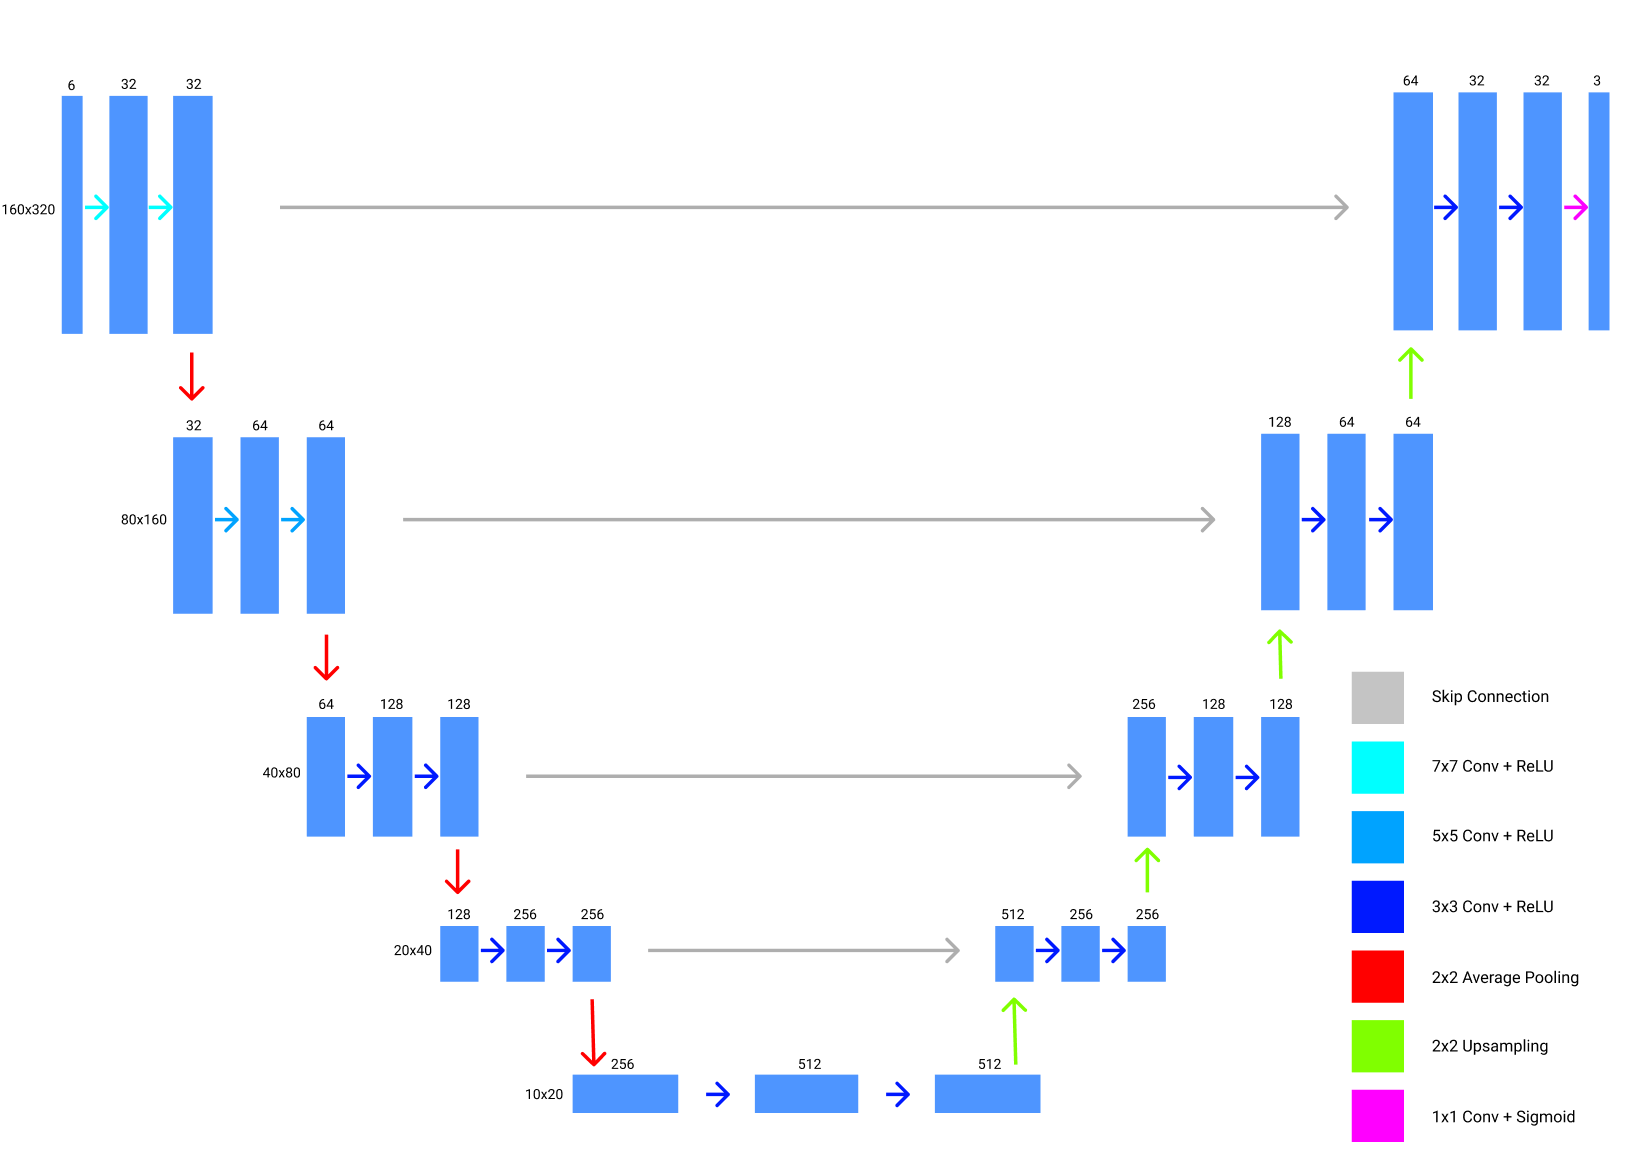 6 32 32
64 32 32 3
160x320
32 64 64
128 64 64
80x160
64 128 128
256 128 128
40x80
128 256 256
512 256 256
20x40
256 512 512
10x20
Skip Connection
7x7 Conv + ReLU
5x5 Conv + ReLU
3x3 Conv + ReLU
2x2 Average Pooling
2x2 Upsampling
1x1 Conv + Sigmoid